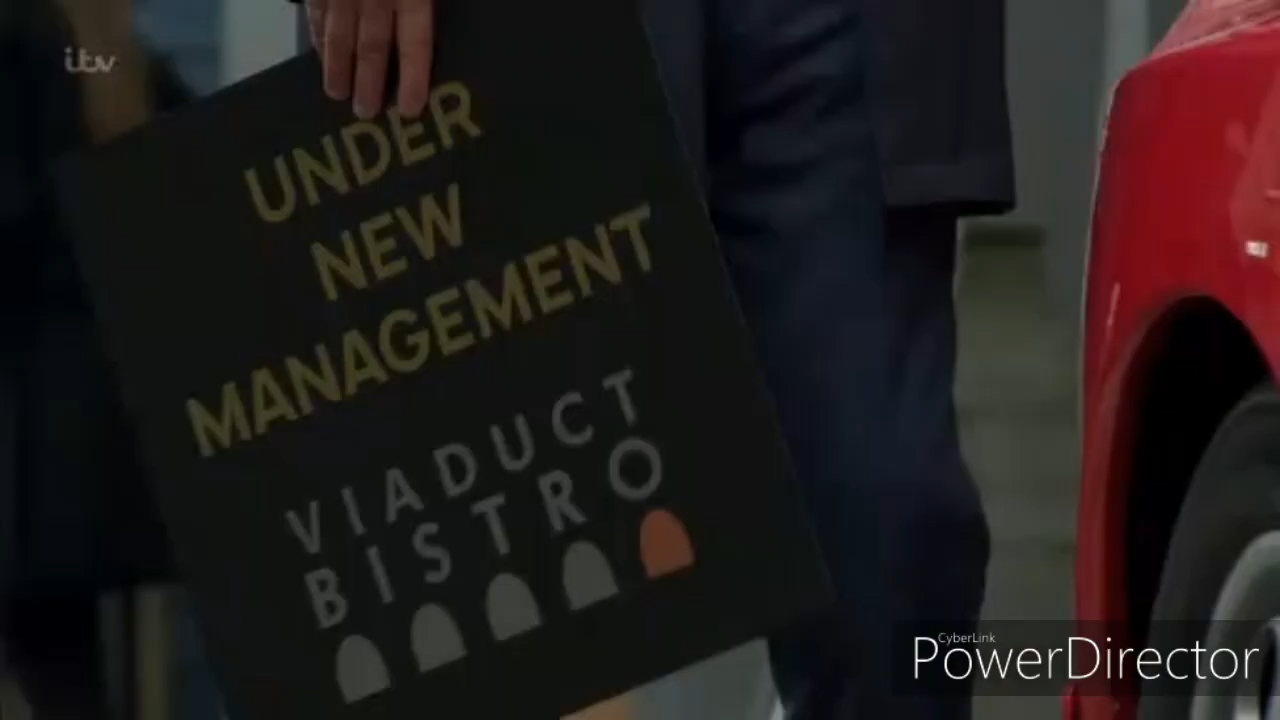 itv
UNDER
NEW
MANAGEMENT
VIADUCT
BISTRO
CyberLink
PowerDirector